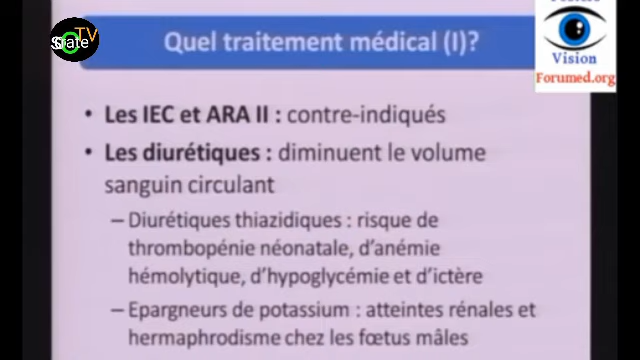 TV
Siate
Quel traitement médical (I)?
Vision
Forumed.org
• Les IEC et ARA II : contre-indiqués
• Les diurétiques : diminuent le volume
sanguin circulant
– Diurétiques thiazidiques : risque de
thrombopénie néonatale, d’anémie
hémolytique, d’hypoglycémie et d’ictère
– Epargneurs de potassium : atteintes rénales et
hermaphrodisme chez les fœtus mâles